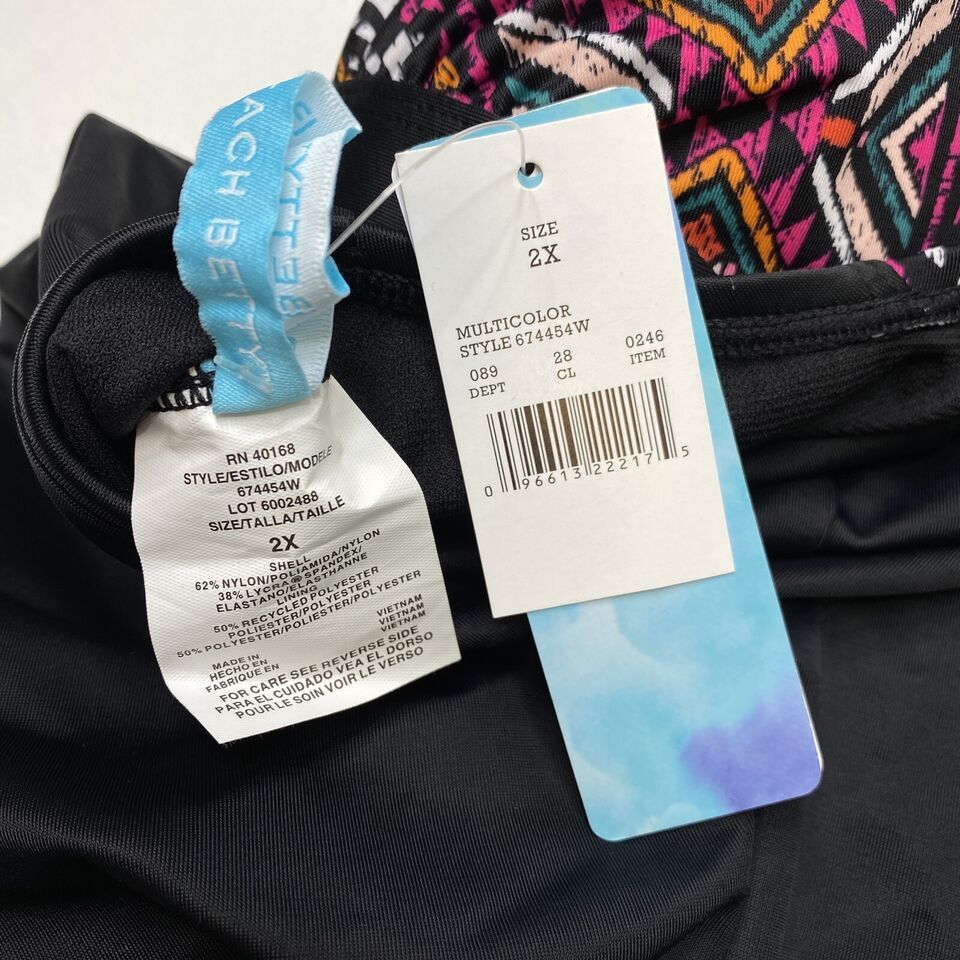 ACH BETTY
RN 40168
STYLE/ESTILO/MODELE
674454W
LOT 6002488
SIZE/TALLA/TAILLE
2X
SHELL
62% NYLON/POLIAMIDA/NYLON
38% LYCRA® SPANDEX/
ELASTANO/ELASTHANNE
LINING
50% RECYCLED POLYESTER
POLIESTER/POLYESTER
50% POLYESTER/POLIESTER/POLYESTER
MADE IN VIETNAM
HECHO EN VIETNAM
FABRIQUE EN
FOR CARE SEE REVERSE SIDE
PARA EL CUIDADO VEA EL DORSO
POUR LE SOIN VOIR LE VERSO
SIZE
2X
MULTICOLOR
STYLE 674454W
089 28 0246
DEPT CL ITEM
0 96613 22217 5